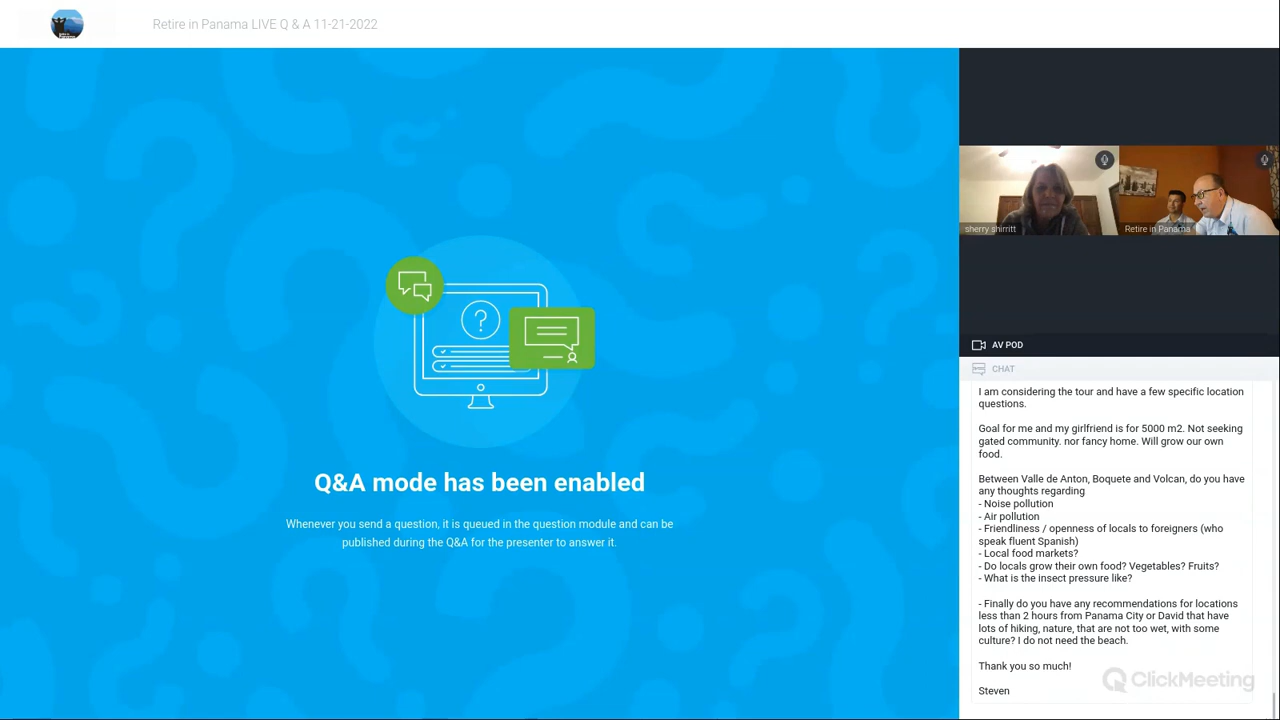 Retire in Panama LIVE Q & A 11-21-2022
sherry shirritt
Retire in Panama
AV POD
CHAT
I am considering the tour and have a few specific location
questions.
Goal for me and my girlfriend is for 5000 m2. Not seeking
gated community. nor fancy home. Will grow our own
food.
Between Valle de Anton, Boquete and Volcan, do you have
any thoughts regarding
- Noise pollution
- Air pollution
- Friendliness / openness of locals to foreigners (who
speak fluent Spanish)
- Local food markets?
- Do locals grow their own food? Vegetables? Fruits?
- What is the insect pressure like?
- Finally do you have any recommendations for locations
less than 2 hours from Panama City or David that have
lots of hiking, nature, that are not too wet, with some
culture? I do not need the beach.
Thank you so much!
Steven
ClickMeeting
?
Q&A mode has been enabled
Whenever you send a question, it is queued in the question module and can be
published during the Q&A for the presenter to answer it.